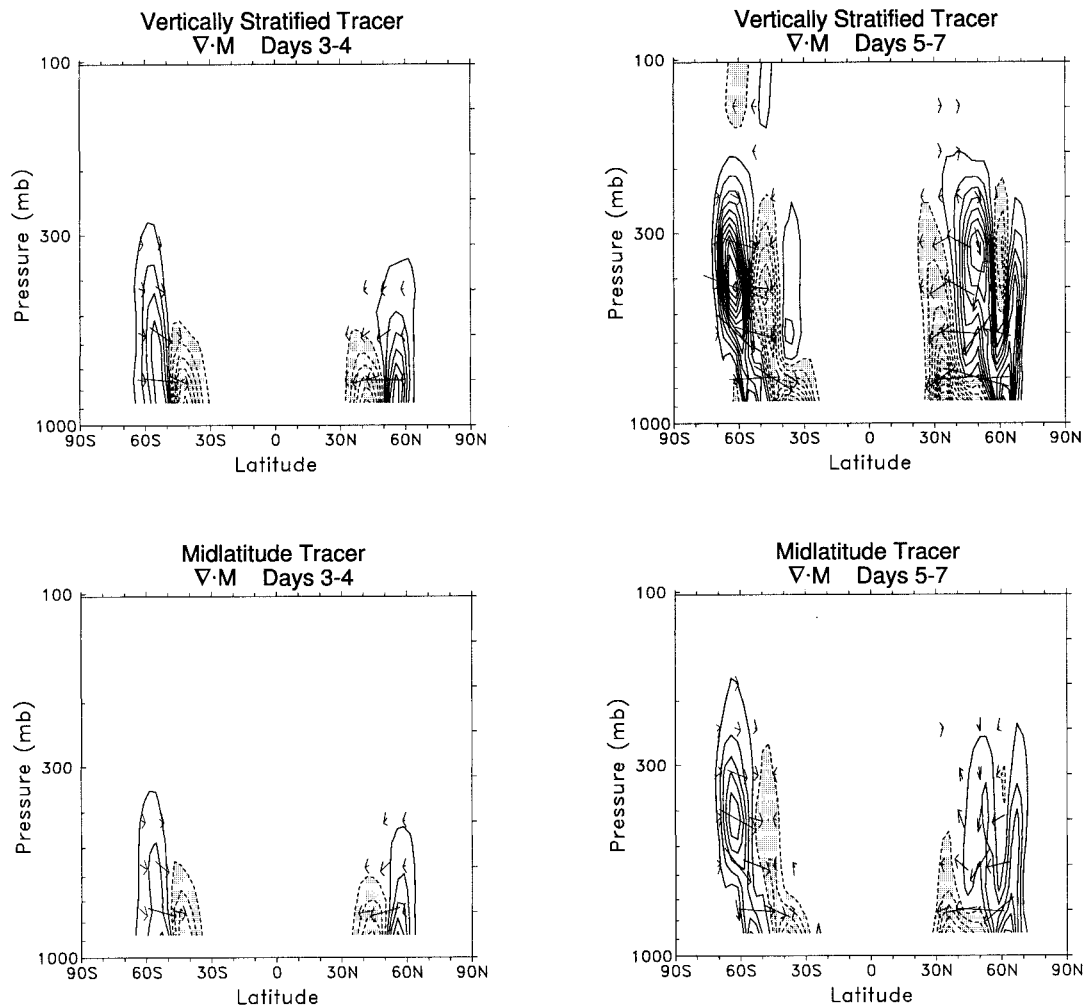 Vertically Stratified Tracer
∇·M Days 3-4
100
300
1000
Pressure (mb)
90S 60S 30S 0 30N 60N 90N
Latitude
Vertically Stratified Tracer
∇·M Days 5-7
100
300
1000
Pressure (mb)
90S 60S 30S 0 30N 60N 90N
Latitude
Midlatitude Tracer
∇·M Days 3-4
100
300
1000
Pressure (mb)
90S 60S 30S 0 30N 60N 90N
Latitude
Midlatitude Tracer
∇·M Days 5-7
100
300
1000
Pressure (mb)
90S 60S 30S 0 30N 60N 90N
Latitude